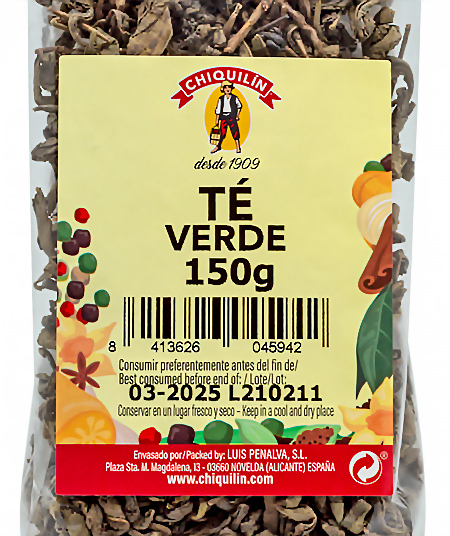 CHIQUILÍN
desde 1909
TÉ
VERDE
150g
8 413626 045942
Consumir preferentemente antes del fin de/
Best consumed before end of: / Lote/Lot:
03-2025 L210211
Conservar en un lugar fresco y seco - Keep in a cool and dry place
Envasado por/Packed by: LUIS PENALVA, S.L.
Plaza Sta. M. Magdalena, 13 - 03660 NOVELDA (ALICANTE) ESPAÑA
www.chiquilin.com